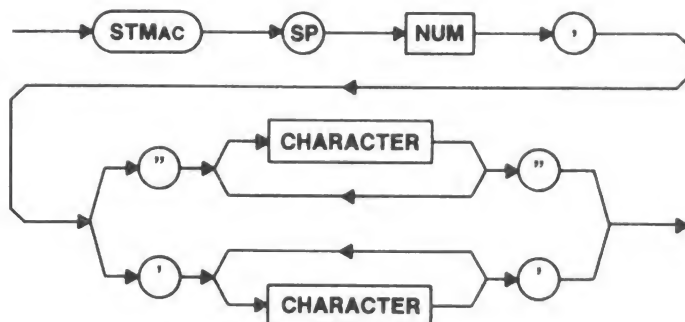 STMAC SP NUM ,
" CHARACTER "
' CHARACTER '